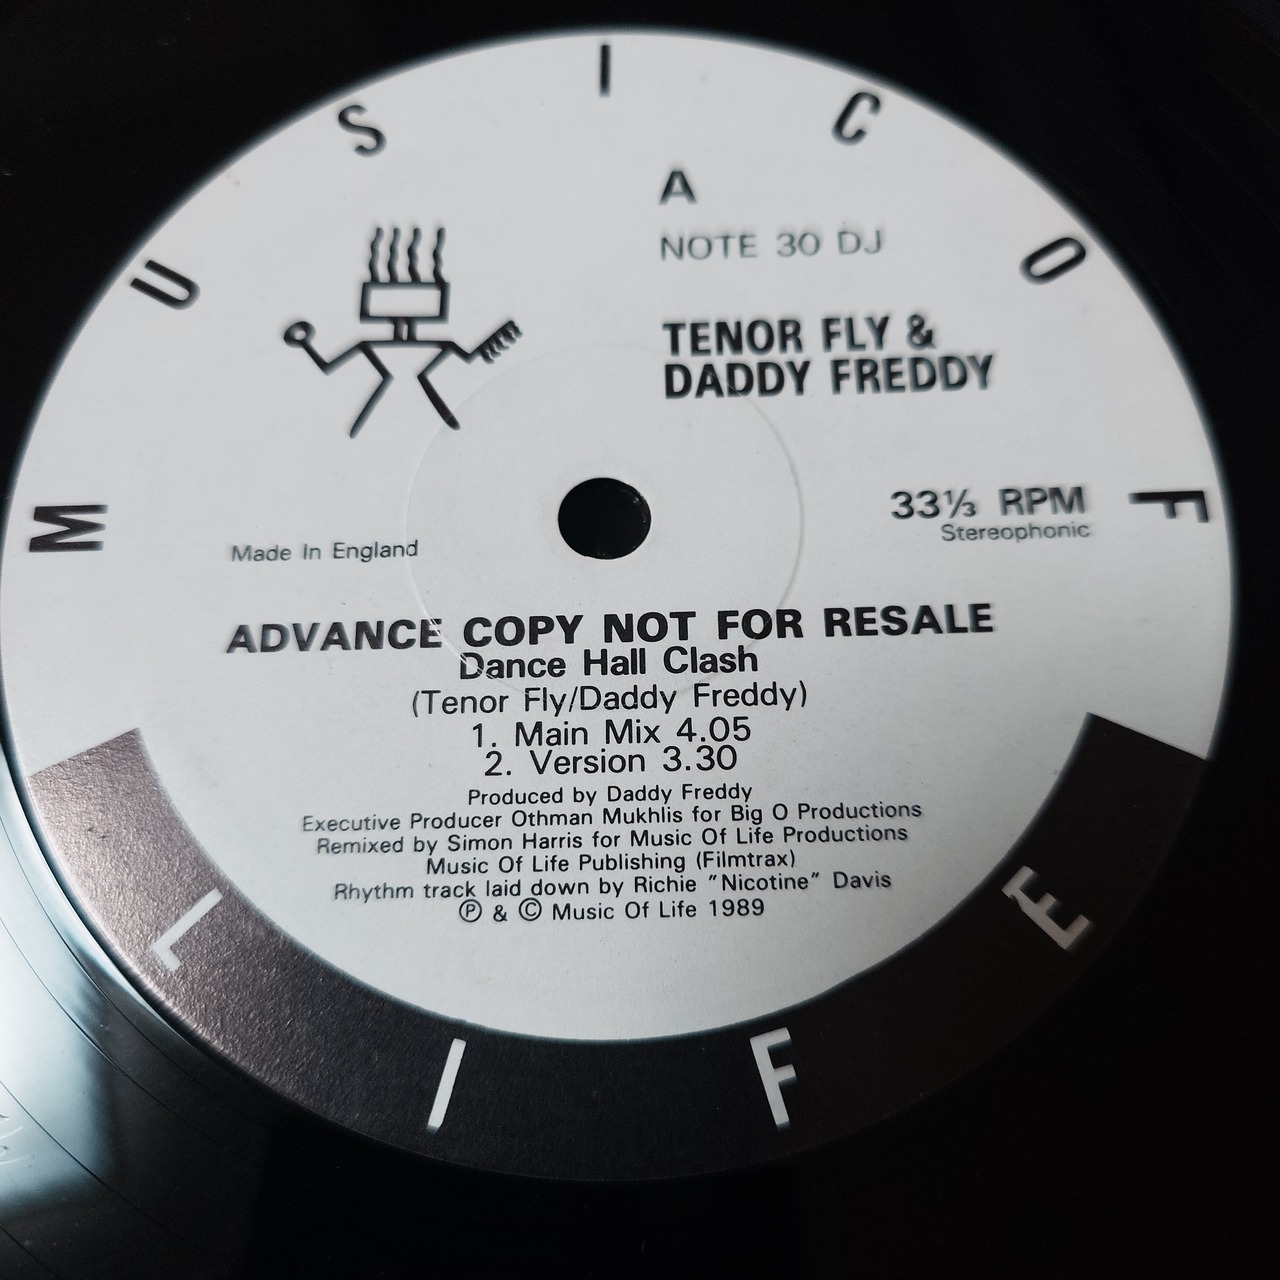 MUSIC OF LIFE
A
NOTE 30 DJ
TENOR FLY &
DADDY FREDDY
33⅓ RPM
Stereophonic
Made In England
ADVANCE COPY NOT FOR RESALE
Dance Hall Clash
(Tenor Fly/Daddy Freddy)
1. Main Mix 4.05
2. Version 3.30
Produced by Daddy Freddy
Executive Producer Othman Mukhlis for Big O Productions
Remixed by Simon Harris for Music Of Life Productions
Music Of Life Publishing (Filmtrax)
Rhythm track laid down by Richie "Nicotine" Davis
℗ & © Music Of Life 1989